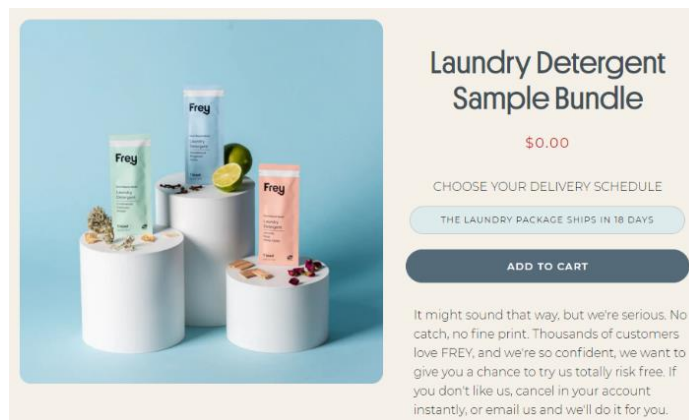 Laundry Detergent
Sample Bundle
$0.00
CHOOSE YOUR DELIVERY SCHEDULE
THE LAUNDRY PACKAGE SHIPS IN 18 DAYS
ADD TO CART
It might sound that way, but we're serious. No
catch, no fine print. Thousands of customers
love FREY, and we're so confident, we want to
give you a chance to try us totally risk free. If
you don't like us, cancel in your account
instantly, or email us and we'll do it for you.
Frey
Laundry
Detergent
Frey
Laundry
Detergent
Frey
Laundry
Detergent